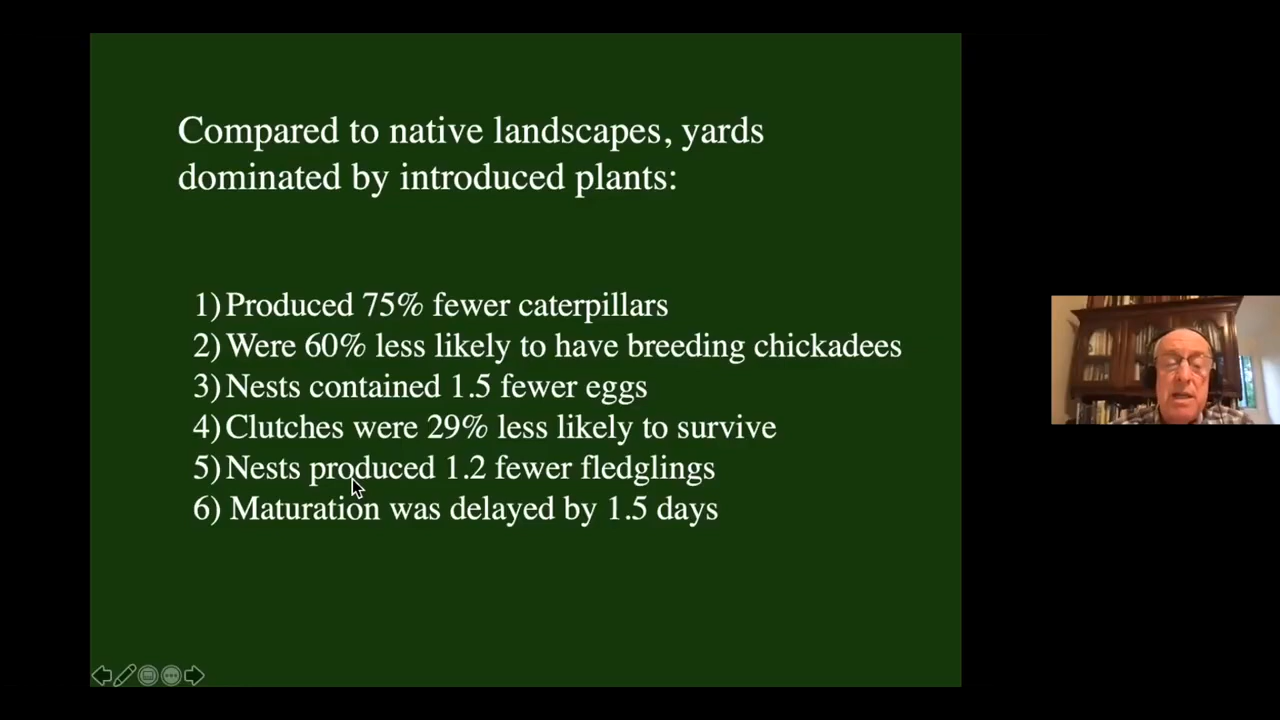 Compared to native landscapes, yards
dominated by introduced plants:
1) Produced 75% fewer caterpillars
2) Were 60% less likely to have breeding chickadees
3) Nests contained 1.5 fewer eggs
4) Clutches were 29% less likely to survive
5) Nests produced 1.2 fewer fledglings
6) Maturation was delayed by 1.5 days